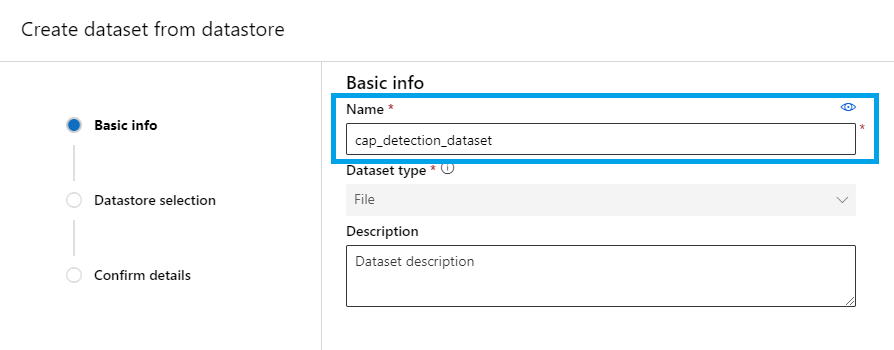 Create dataset from datastore
Basic info
Datastore selection
Confirm details
Basic info
Name *
cap_detection_dataset
*
Dataset type *
File
Description
Dataset description